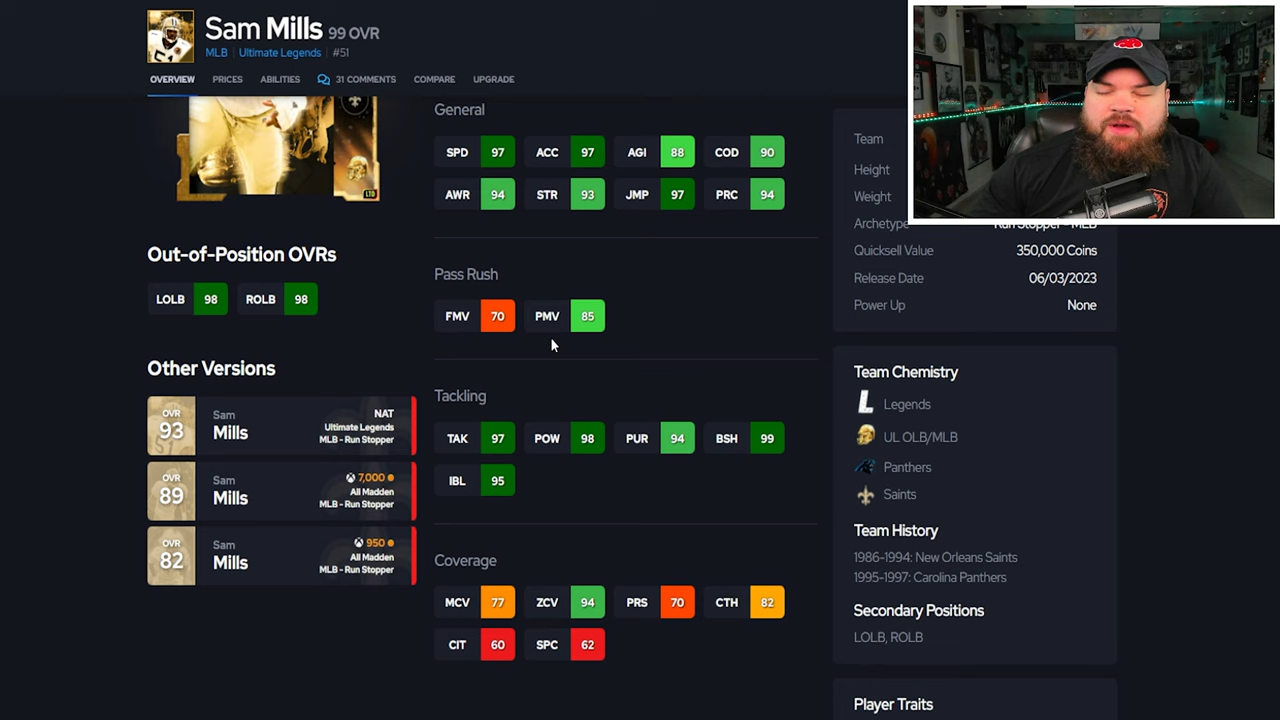 Sam Mills 99 OVR
MLB Ultimate Legends #51
OVERVIEW PRICES ABILITIES 31 COMMENTS COMPARE UPGRADE
LTD
Out-of-Position OVRs
LOLB 98 ROLB 98
Other Versions
OVR 93 Sam Mills NAT Ultimate Legends MLB - Run Stopper
OVR 89 Sam Mills 7,000 All Madden MLB - Run Stopper
OVR 82 Sam Mills 950 All Madden MLB - Run Stopper
General
SPD 97 ACC 97 AGI 88 COD 90
AWR 94 STR 93 JMP 97 PRC 94
Pass Rush
FMV 70 PMV 85
Tackling
TAK 97 POW 98 PUR 94 BSH 99
IBL 95
Coverage
MCV 77 ZCV 94 PRS 70 CTH 82
CIT 60 SPC 62
Team
Height
Weight
Archetype Run Stopper - MLB
Quicksell Value 350,000 Coins
Release Date 06/03/2023
Power Up None
Team Chemistry
Legends
UL OLB/MLB
Panthers
Saints
Team History
1986-1994: New Orleans Saints
1995-1997: Carolina Panthers
Secondary Positions
LOLB, ROLB
Player Traits